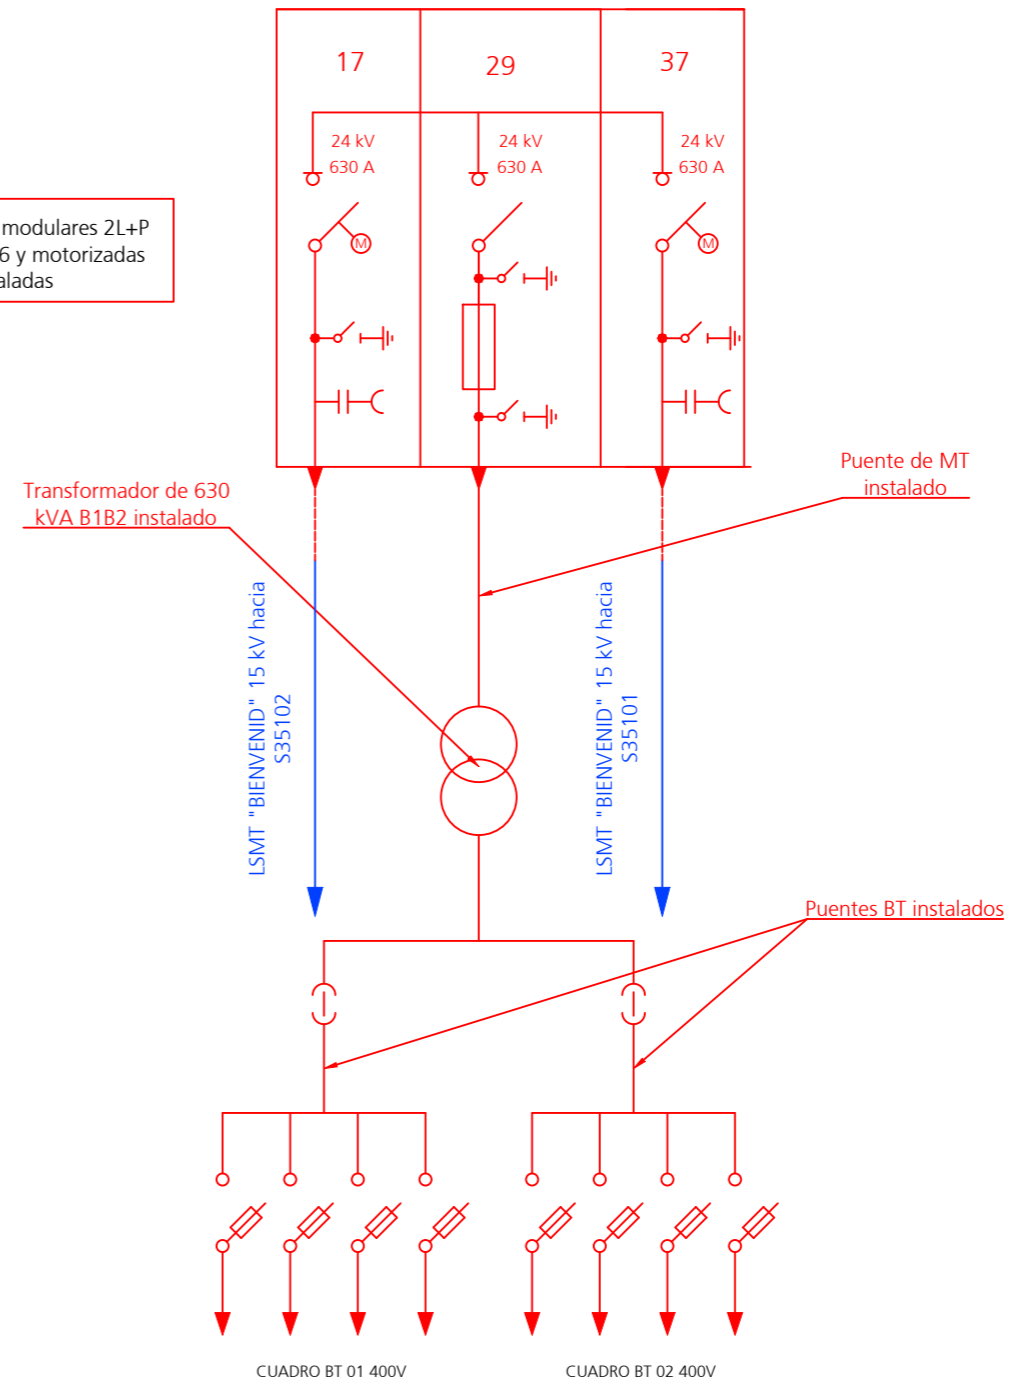 17
29
37
24 kV
630 A
24 kV
630 A
24 kV
630 A
M
M
modulares 2L+P
6 y motorizadas
aladas
Transformador de 630
kVA B1B2 instalado
Puente de MT
instalado
LSMT "BIENVENID" 15 kV hacia
S35102
LSMT "BIENVENID" 15 kV hacia
S35101
Puentes BT instalados
CUADRO BT 01 400V
CUADRO BT 02 400V